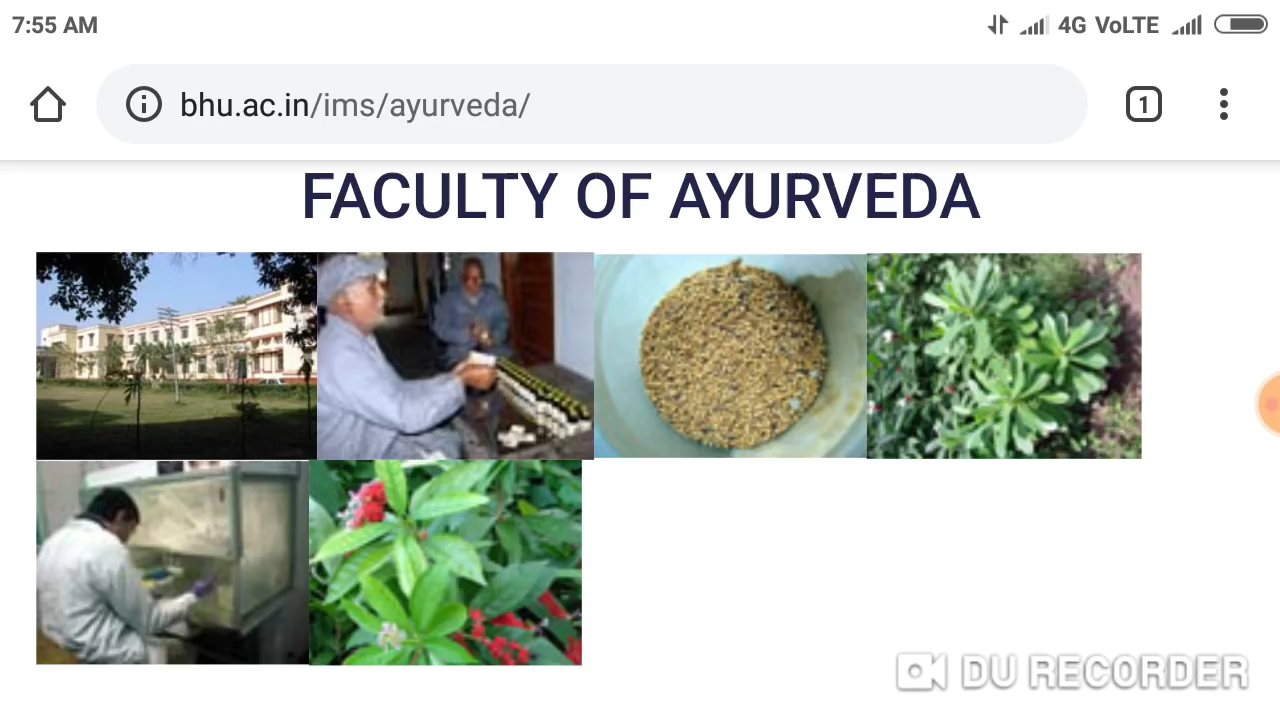 7:55 AM 4G VoLTE
bhu.ac.in/ims/ayurveda/ 1
FACULTY OF AYURVEDA
DU RECORDER